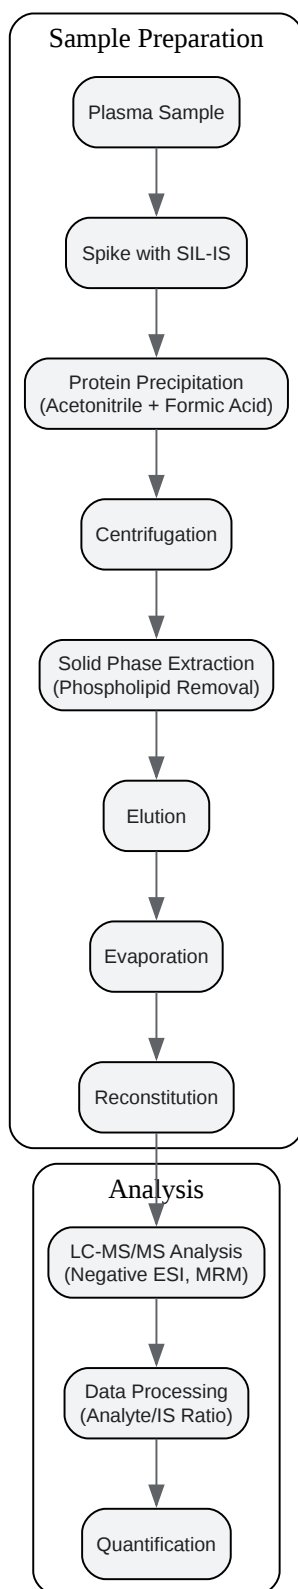 Sample Preparation
Plasma Sample
Spike with SIL-IS
Protein Precipitation
(Acetonitrile + Formic Acid)
Centrifugation
Solid Phase Extraction
(Phospholipid Removal)
Elution
Evaporation
Reconstitution
Analysis
LC-MS/MS Analysis
(Negative ESI, MRM)
Data Processing
(Analyte/IS Ratio)
Quantification